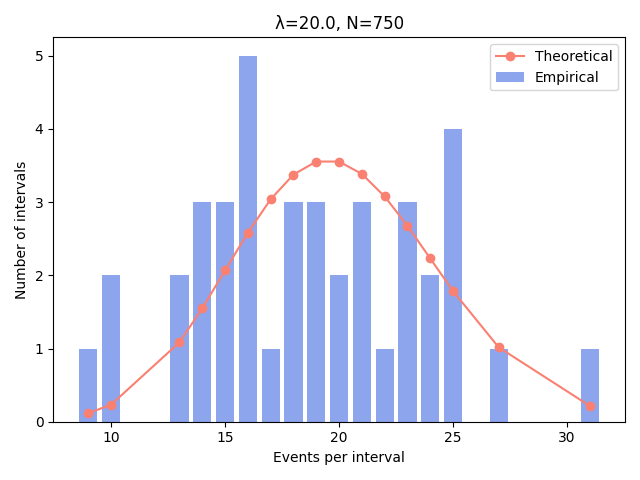 λ=20.0, N=750
Theoretical
Empirical
Number of intervals
5
4
3
2
1
0
10 15 20 25 30
Events per interval